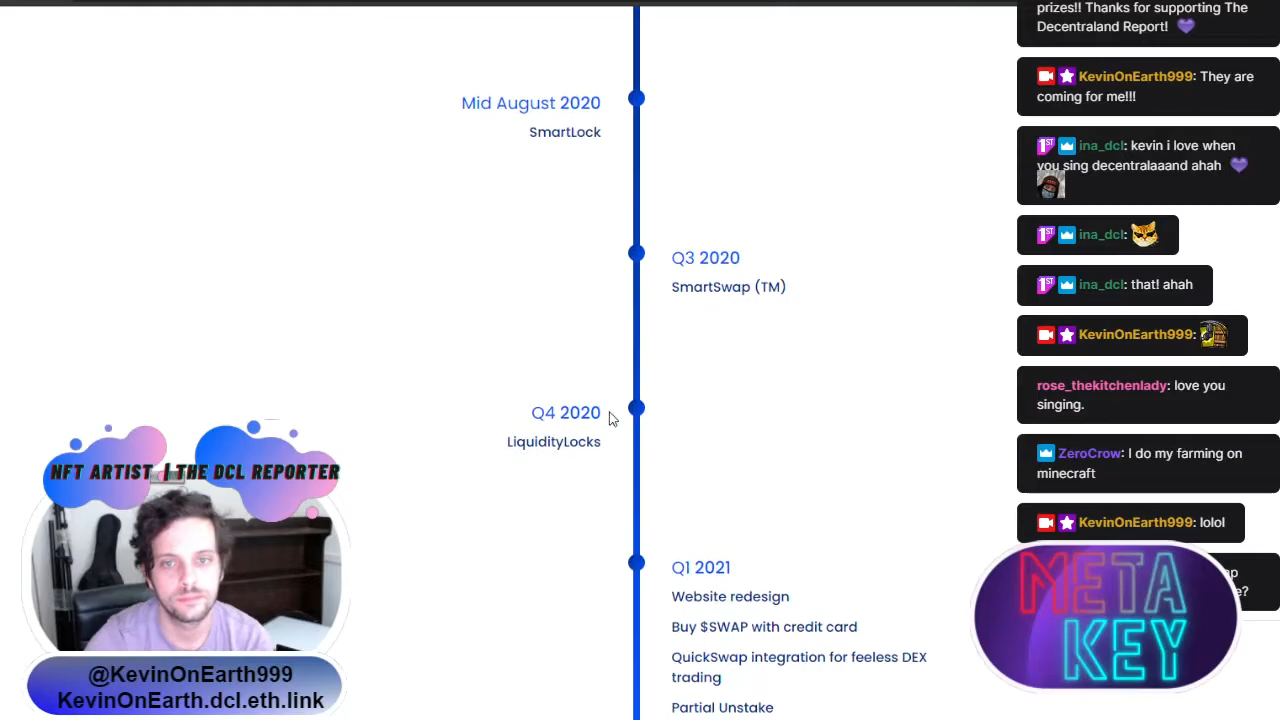 Mid August 2020
SmartLock
Q3 2020
SmartSwap (TM)
Q4 2020
LiquidityLocks
Q1 2021
Website redesign
Buy $SWAP with credit card
QuickSwap integration for feeless DEX
trading
Partial Unstake
prizes!! Thanks for supporting The
Decentraland Report!
KevinOnEarth999: They are
coming for me!!!
1ST ina_dcl: kevin i love when
you sing decentralaaand ahah
1ST ina_dcl:
1ST ina_dcl: that! ahah
KevinOnEarth999:
rose_thekitchenlady: love you
singing.
ZeroCrow: I do my farming on
minecraft
KevinOnEarth999: lolol
NFT ARTIST | THE DCL REPORTER
@KevinOnEarth999
KevinOnEarth.dcl.eth.link
META
KEY